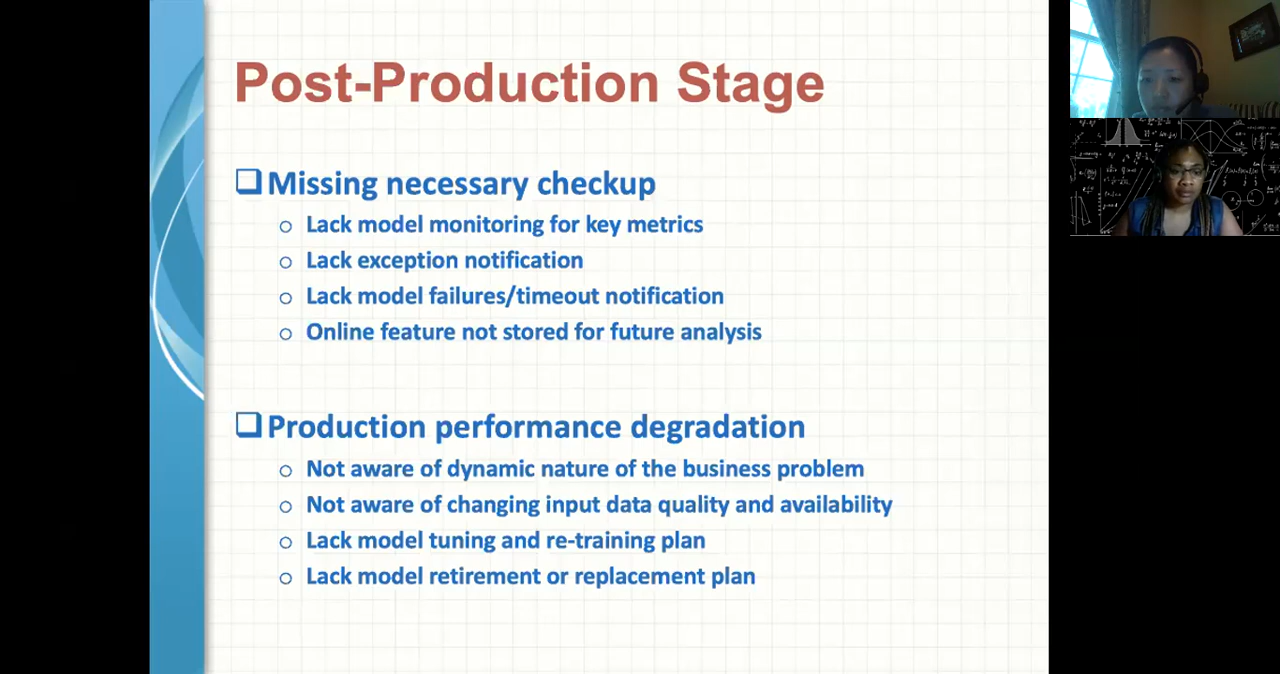 Post-Production Stage
Missing necessary checkup
Lack model monitoring for key metrics
Lack exception notification
Lack model failures/timeout notification
Online feature not stored for future analysis
Production performance degradation
Not aware of dynamic nature of the business problem
Not aware of changing input data quality and availability
Lack model tuning and re-training plan
Lack model retirement or replacement plan